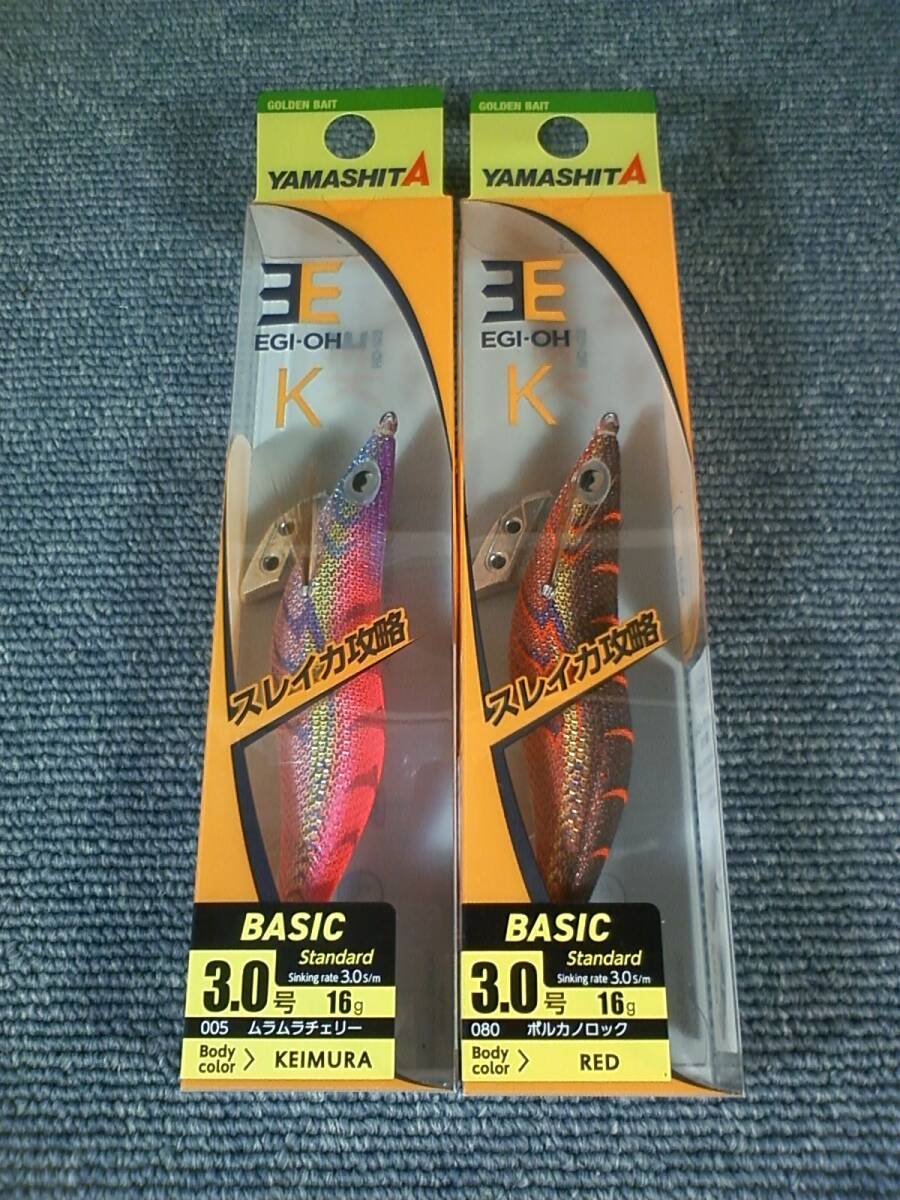 GOLDEN BAIT
YAMASHITA
EGI-OH
K
スレイカ攻略
BASIC
Standard
Sinking rate 3.0s/m
3.0号 16g
005 ムラムラチェリー
Body color > KEIMURA
GOLDEN BAIT
YAMASHITA
EGI-OH
K
スレイカ攻略
BASIC
Standard
Sinking rate 3.0s/m
3.0号 16g
080 ボルカノロック
Body color > RED